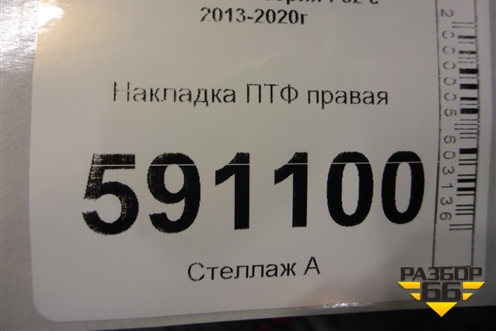 2013-2020г
Накладка ПТФ правая
591100
Стеллаж А
2000005603136
РАЗБОР
66